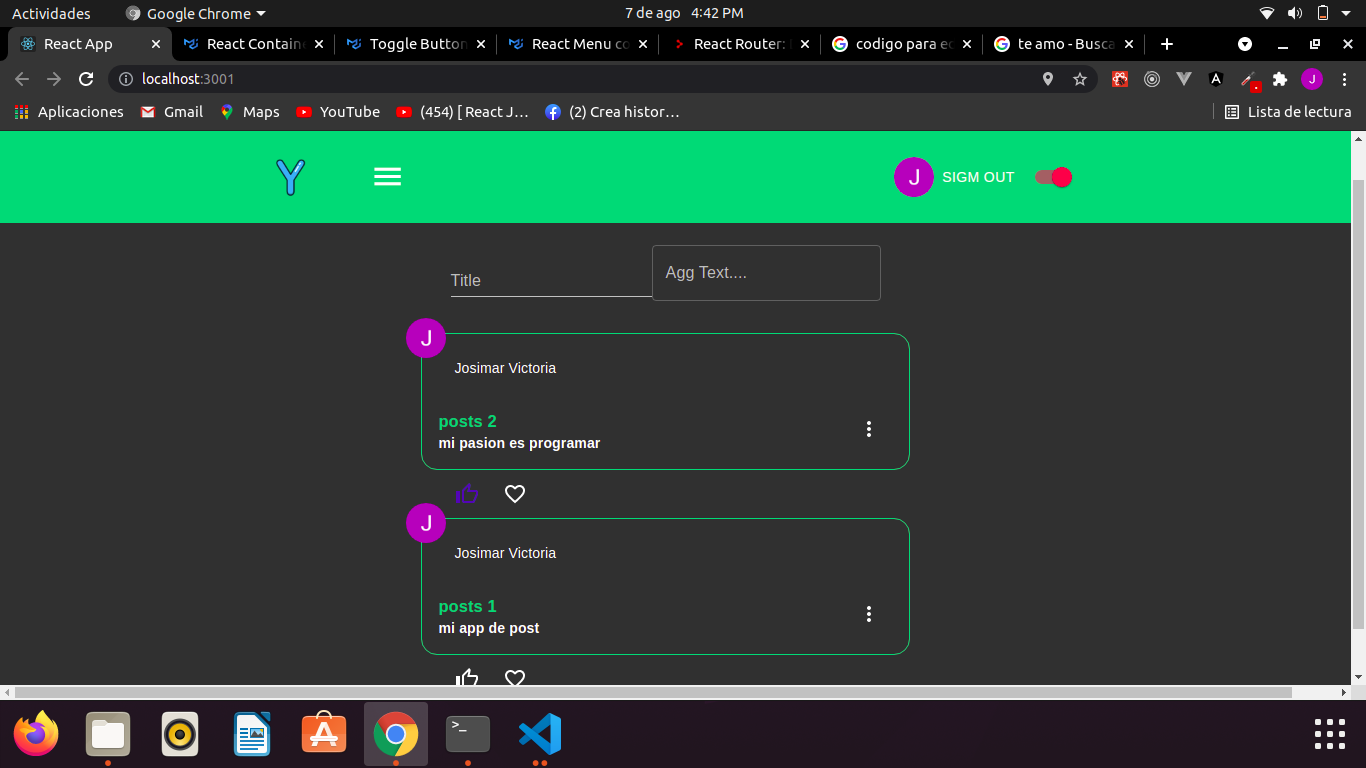 Actividades Google Chrome 7 de ago 4:42 PM
React App React Containe Toggle Button React Menu co React Router: codigo para ec te amo - Busca
localhost:3001 J
Aplicaciones Gmail Maps YouTube (454) [ React J… (2) Crea histor… Lista de lectura
Y J SIGM OUT
Title Agg Text....
J
Josimar Victoria
posts 2
mi pasion es programar
J
Josimar Victoria
posts 1
mi app de post